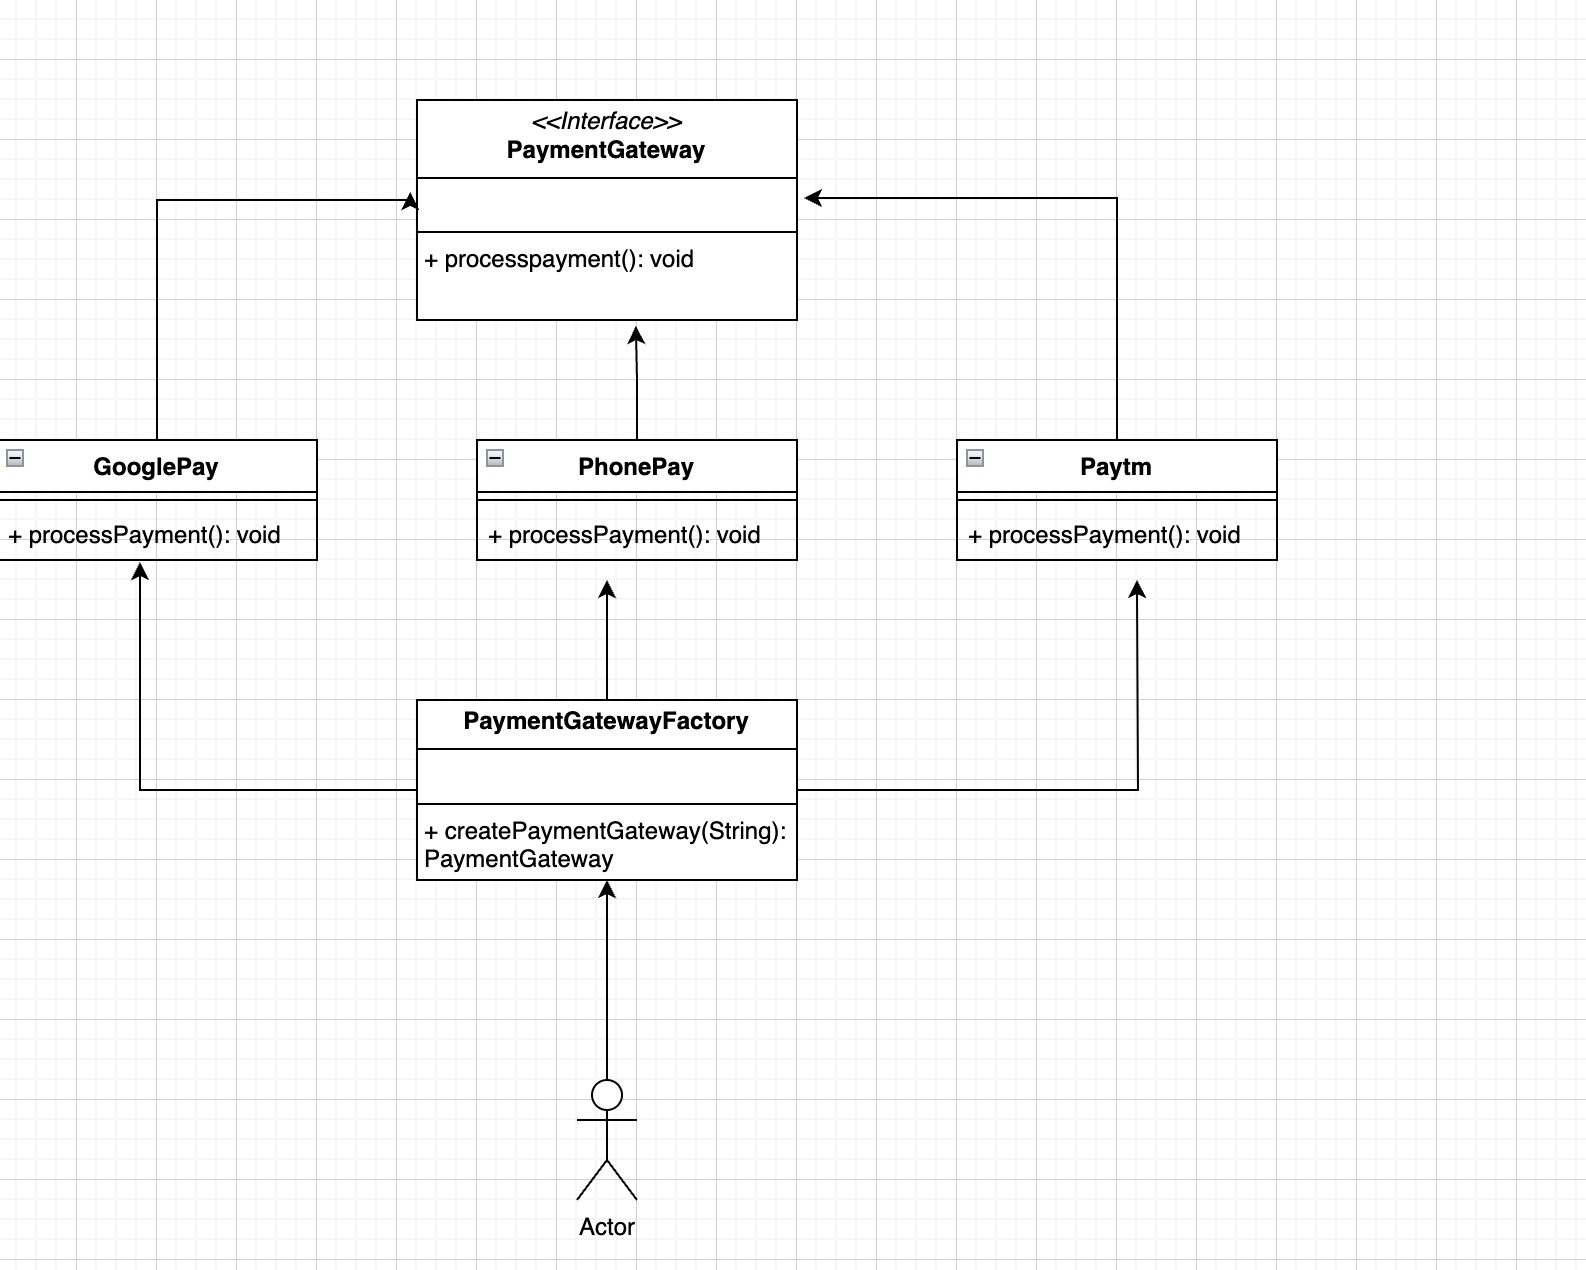 <<Interface>>
PaymentGateway
+ processpayment(): void
GooglePay
PhonePay
Paytm
+ processPayment(): void
+ processPayment(): void
+ processPayment(): void
PaymentGatewayFactory
+ createPaymentGateway(String):
PaymentGateway
Actor